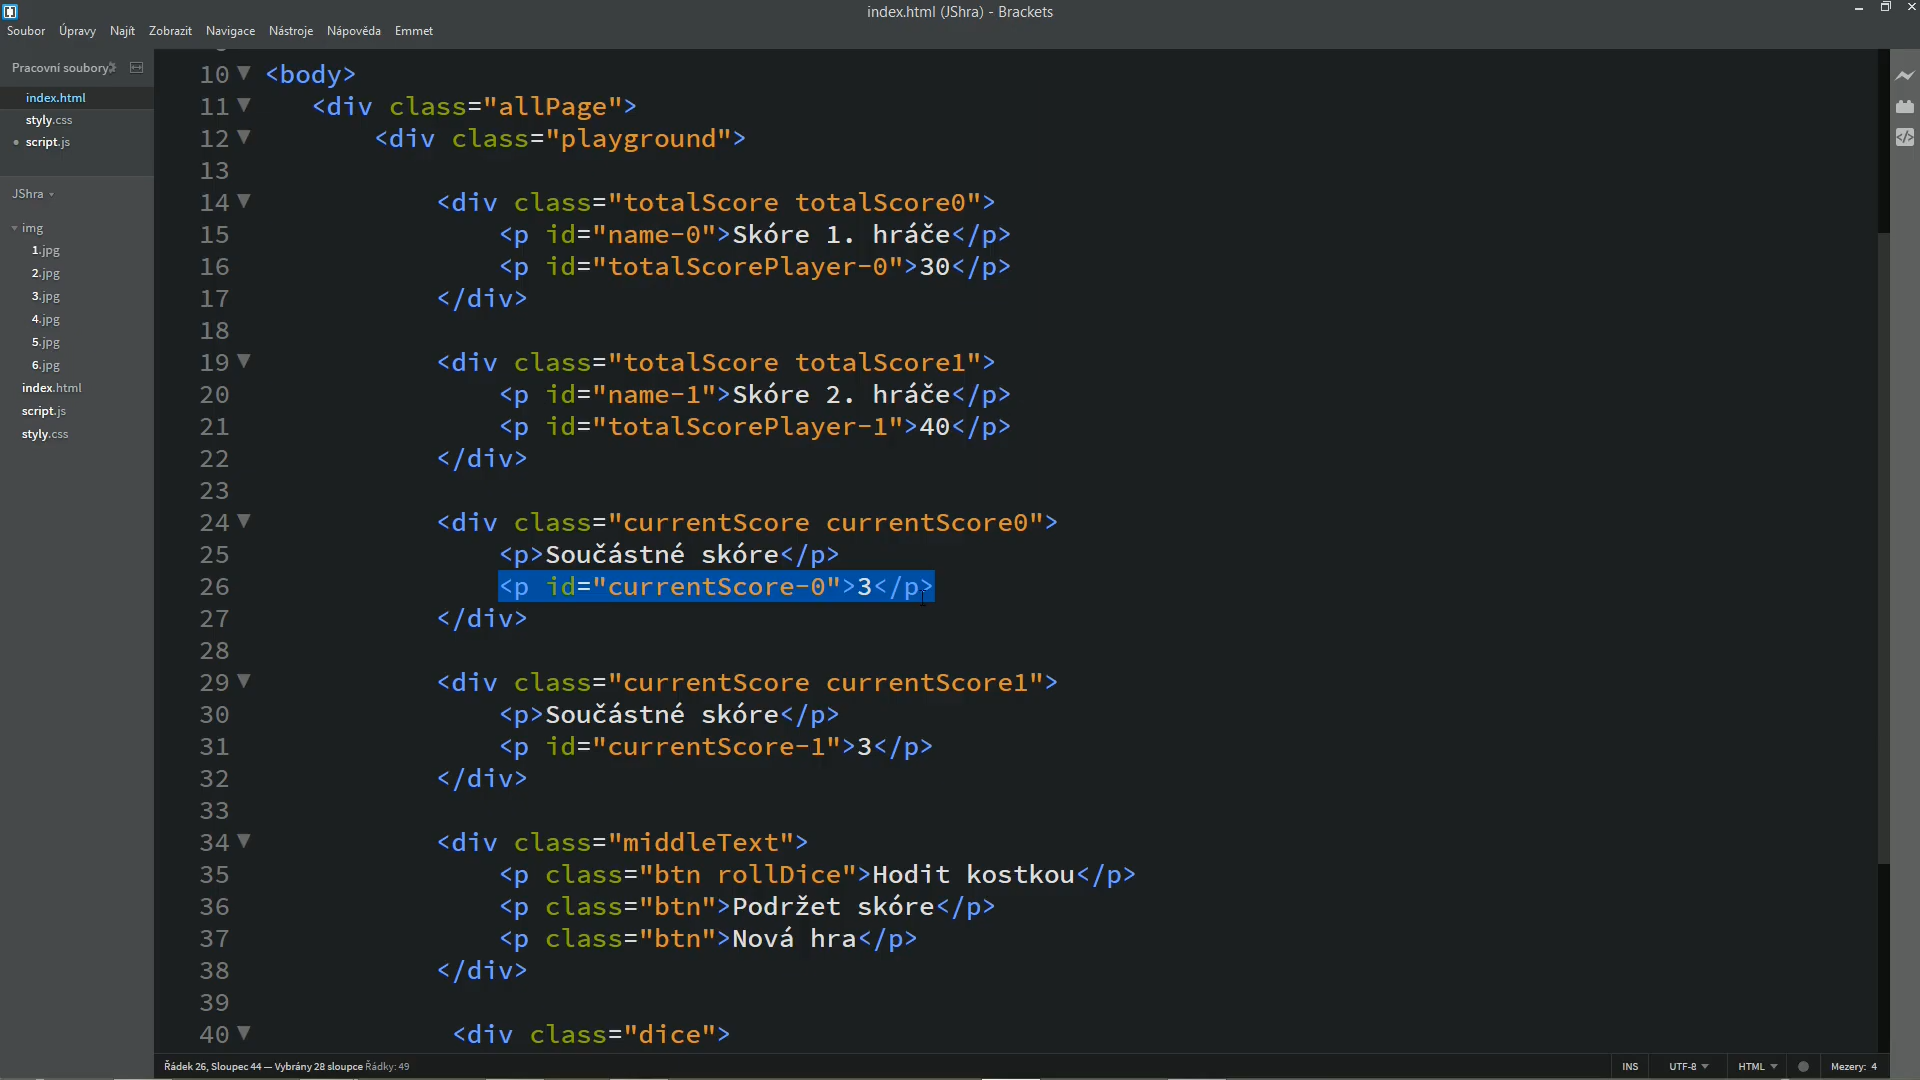 index.html (JShra) - Brackets
Soubor Úpravy Najít Zobrazit Navigace Nástroje Nápověda Emmet
Pracovní soubory
index.html
styly.css
script.js
JShra
img
1.jpg
2.jpg
3.jpg
4.jpg
5.jpg
6.jpg
index.html
script.js
styly.css
10 <body>
11 <div class="allPage">
12 <div class="playground">
13
14 <div class="totalScore totalScore0">
15 <p id="name-0">Skóre 1. hráče</p>
16 <p id="totalScorePlayer-0">30</p>
17 </div>
18
19 <div class="totalScore totalScore1">
20 <p id="name-1">Skóre 2. hráče</p>
21 <p id="totalScorePlayer-1">40</p>
22 </div>
23
24 <div class="currentScore currentScore0">
25 <p>Součástné skóre</p>
26 <p id="currentScore-0">3</p>
27 </div>
28
29 <div class="currentScore currentScore1">
30 <p>Součástné skóre</p>
31 <p id="currentScore-1">3</p>
32 </div>
33
34 <div class="middleText">
35 <p class="btn rollDice">Hodit kostkou</p>
36 <p class="btn">Podržet skóre</p>
37 <p class="btn">Nová hra</p>
38 </div>
39
40 <div class="dice">
Řádek 26, Sloupec 44 — Vybrány 28 sloupce Řádky: 49
INS UTF-8 HTML Mezery: 4